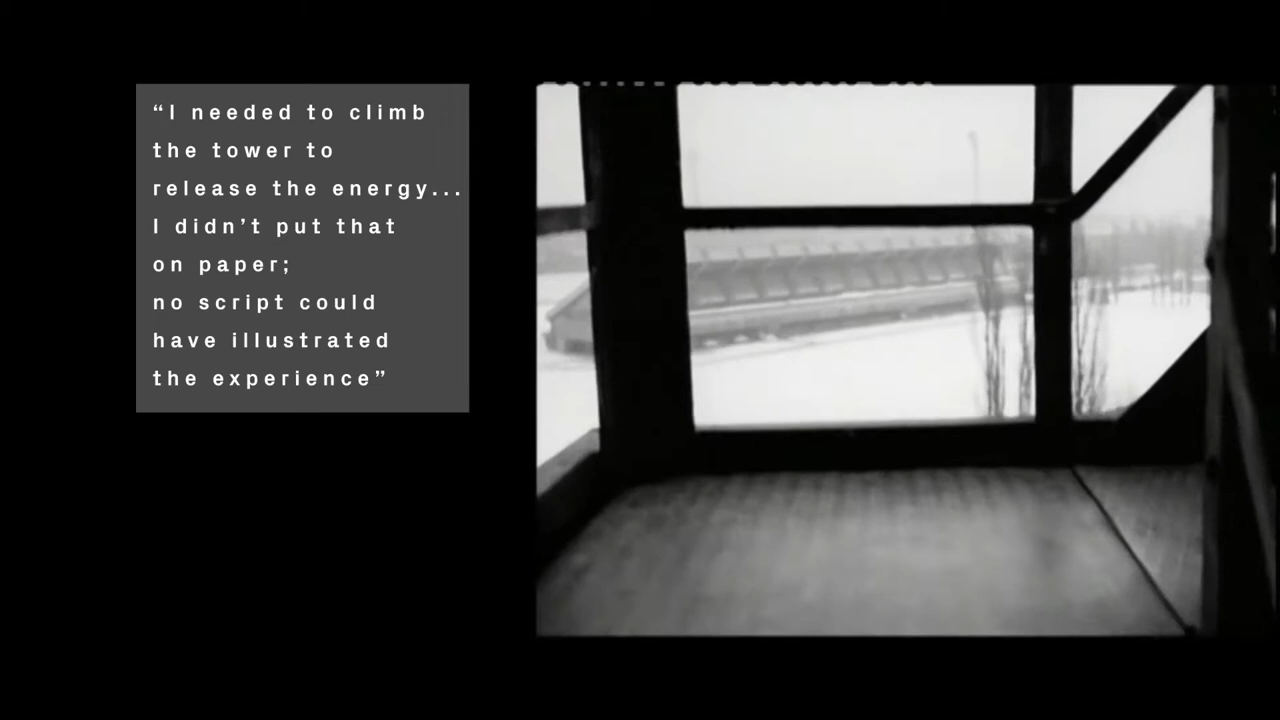 “I needed to climb
the tower to
release the energy...
I didn’t put that
on paper;
no script could
have illustrated
the experience”